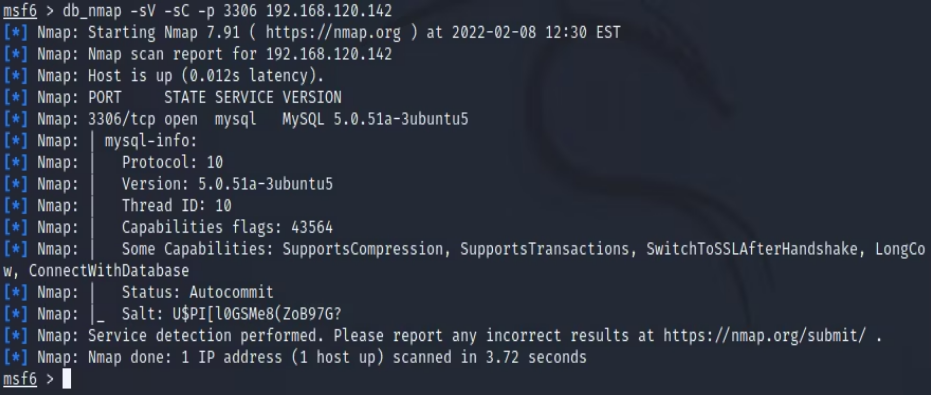 msf6 > db_nmap -sV -sC -p 3306 192.168.120.142
[*] Nmap: Starting Nmap 7.91 ( https://nmap.org ) at 2022-02-08 12:30 EST
[*] Nmap: Nmap scan report for 192.168.120.142
[*] Nmap: Host is up (0.012s latency).
[*] Nmap: PORT     STATE SERVICE VERSION
[*] Nmap: 3306/tcp open  mysql   MySQL 5.0.51a-3ubuntu5
[*] Nmap: | mysql-info:
[*] Nmap: |   Protocol: 10
[*] Nmap: |   Version: 5.0.51a-3ubuntu5
[*] Nmap: |   Thread ID: 10
[*] Nmap: |   Capabilities flags: 43564
[*] Nmap: |   Some Capabilities: SupportsCompression, SupportsTransactions, SwitchToSSLAfterHandshake, LongCo
w, ConnectWithDatabase
[*] Nmap: |   Status: Autocommit
[*] Nmap: |_  Salt: U$PI[l0GSMe8(ZoB97G?
[*] Nmap: Service detection performed. Please report any incorrect results at https://nmap.org/submit/ .
[*] Nmap: Nmap done: 1 IP address (1 host up) scanned in 3.72 seconds
msf6 >